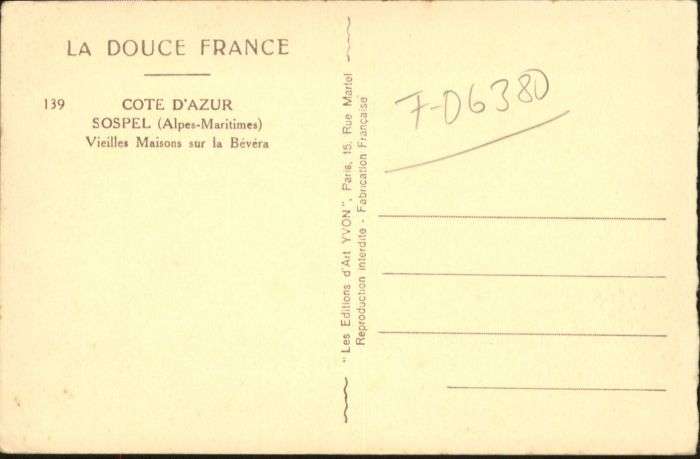 LA DOUCE FRANCE
139 COTE D'AZUR
SOSPEL (Alpes-Maritimes)
Vieilles Maisons sur la Bévéra
"Les Editions d'Art YVON", Paris, 15, Rue Martel
Reproduction interdite - Fabrication Française
F-06380